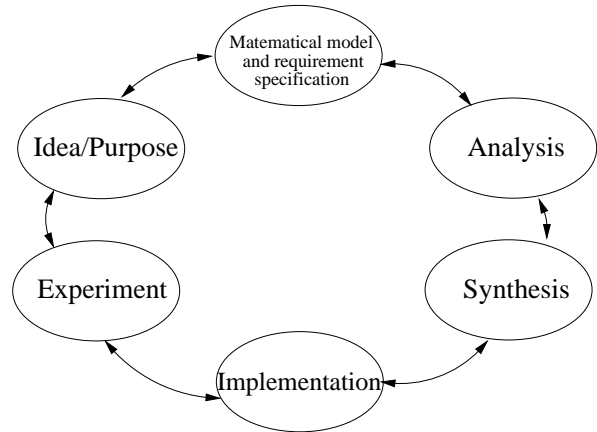 Matematical model
and requirement
specification
Idea/Purpose
Analysis
Experiment
Synthesis
Implementation